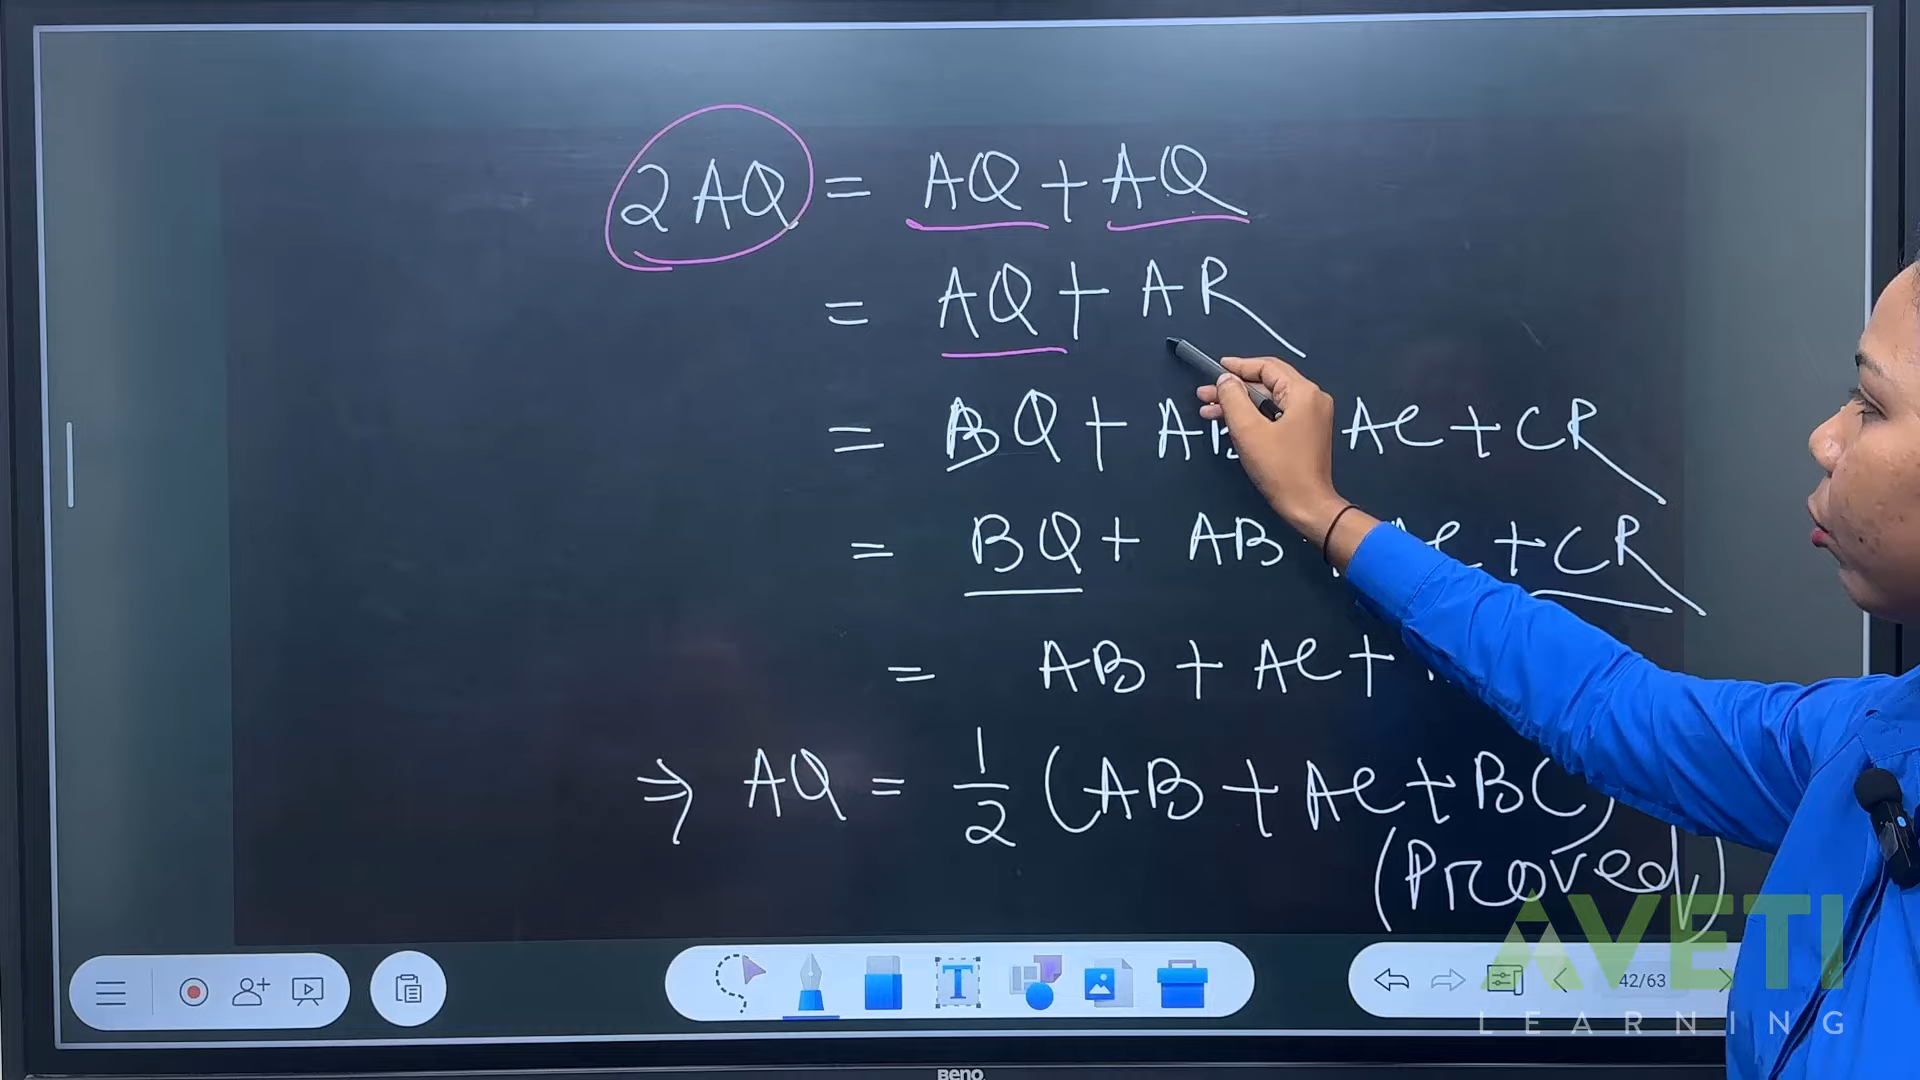 2AQ = AQ + AQ
= AQ + AR
= BQ + AB AC + CR
= BQ + AB + CR
= AB + AC +
⇒ AQ = 1/2 (AB + AC + BC)
(Proved)
T
42/63
AVETI
LEARNING
BenQ